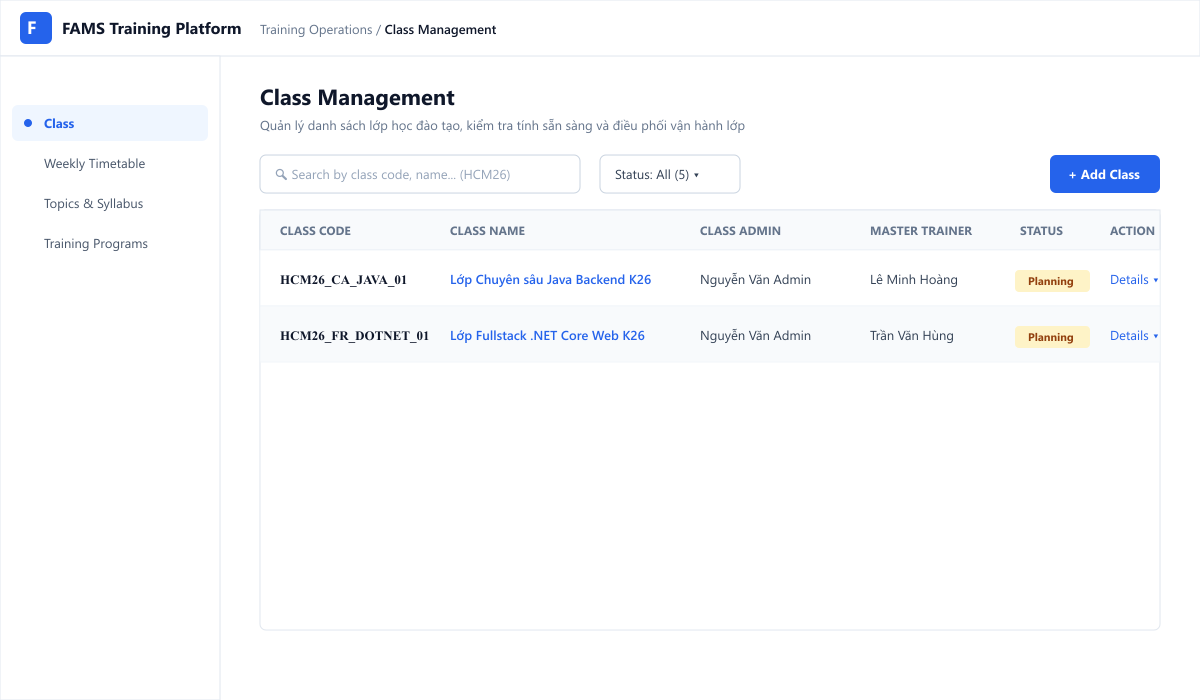 F FAMS Training Platform Training Operations / Class Management
Class
Weekly Timetable
Topics & Syllabus
Training Programs
Class Management
Quản lý danh sách lớp học đào tạo, kiểm tra tính sẵn sàng và điều phối vận hành lớp
🔍 Search by class code, name... (HCM26) Status: All (5) ▾ + Add Class
CLASS CODE CLASS NAME CLASS ADMIN MASTER TRAINER STATUS ACTION
HCM26_CA_JAVA_01 Lớp Chuyên sâu Java Backend K26 Nguyễn Văn Admin Lê Minh Hoàng Planning Details ▾
HCM26_FR_DOTNET_01 Lớp Fullstack .NET Core Web K26 Nguyễn Văn Admin Trần Văn Hùng Planning Details ▾